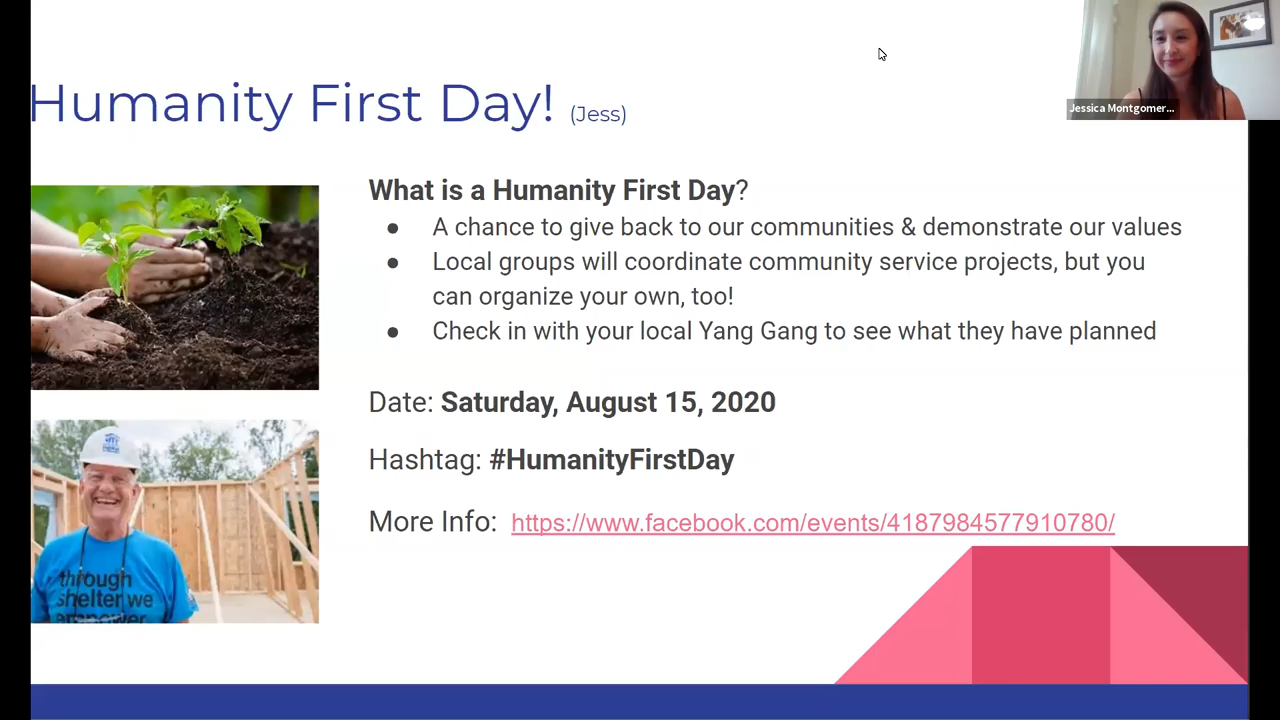 Jessica Montgomer...
Humanity First Day! (Jess)
What is a Humanity First Day?
● A chance to give back to our communities & demonstrate our values
● Local groups will coordinate community service projects, but you
can organize your own, too!
● Check in with your local Yang Gang to see what they have planned
Date: Saturday, August 15, 2020
Hashtag: #HumanityFirstDay
More Info: https://www.facebook.com/events/4187984577910780/
through
shelter we
empower